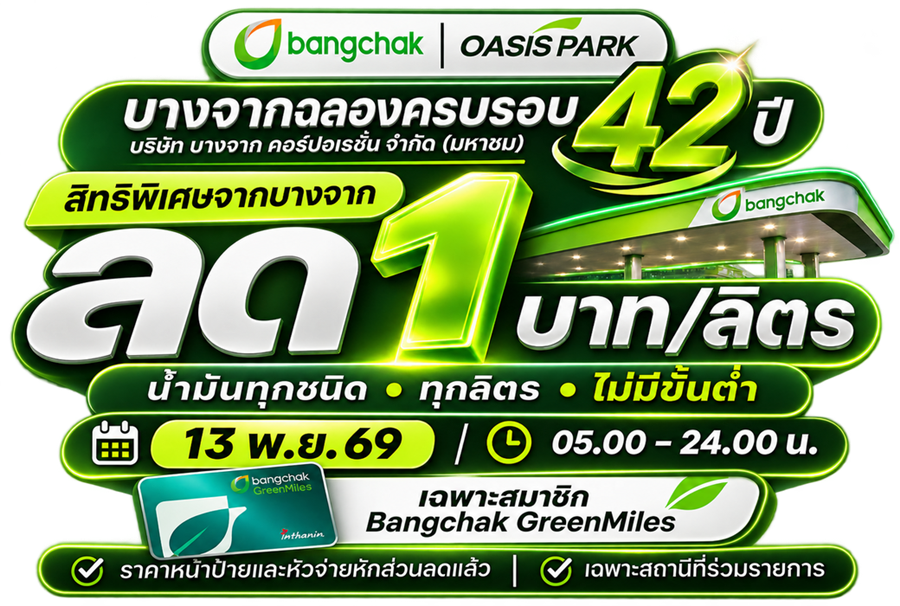 bangchak | OASIS PARK
บางจากฉลองครบรอบ 42 ปี
บริษัท บางจาก คอร์ปอเรชั่น จำกัด (มหาชม)
สิทธิพิเศษจากบางจาก
bangchak
ลด 1 บาท/ลิตร
น้ำมันทุกชนิด • ทุกลิตร • ไม่มีขั้นต่ำ
13 พ.ย. 69 | 05.00 - 24.00 น.
bangchak
GreenMiles
inthanin
เฉพาะสมาชิก
Bangchak GreenMiles
ราคาหน้าป้ายและหัวจ่ายหักส่วนลดแล้ว | เฉพาะสถานีที่ร่วมรายการ